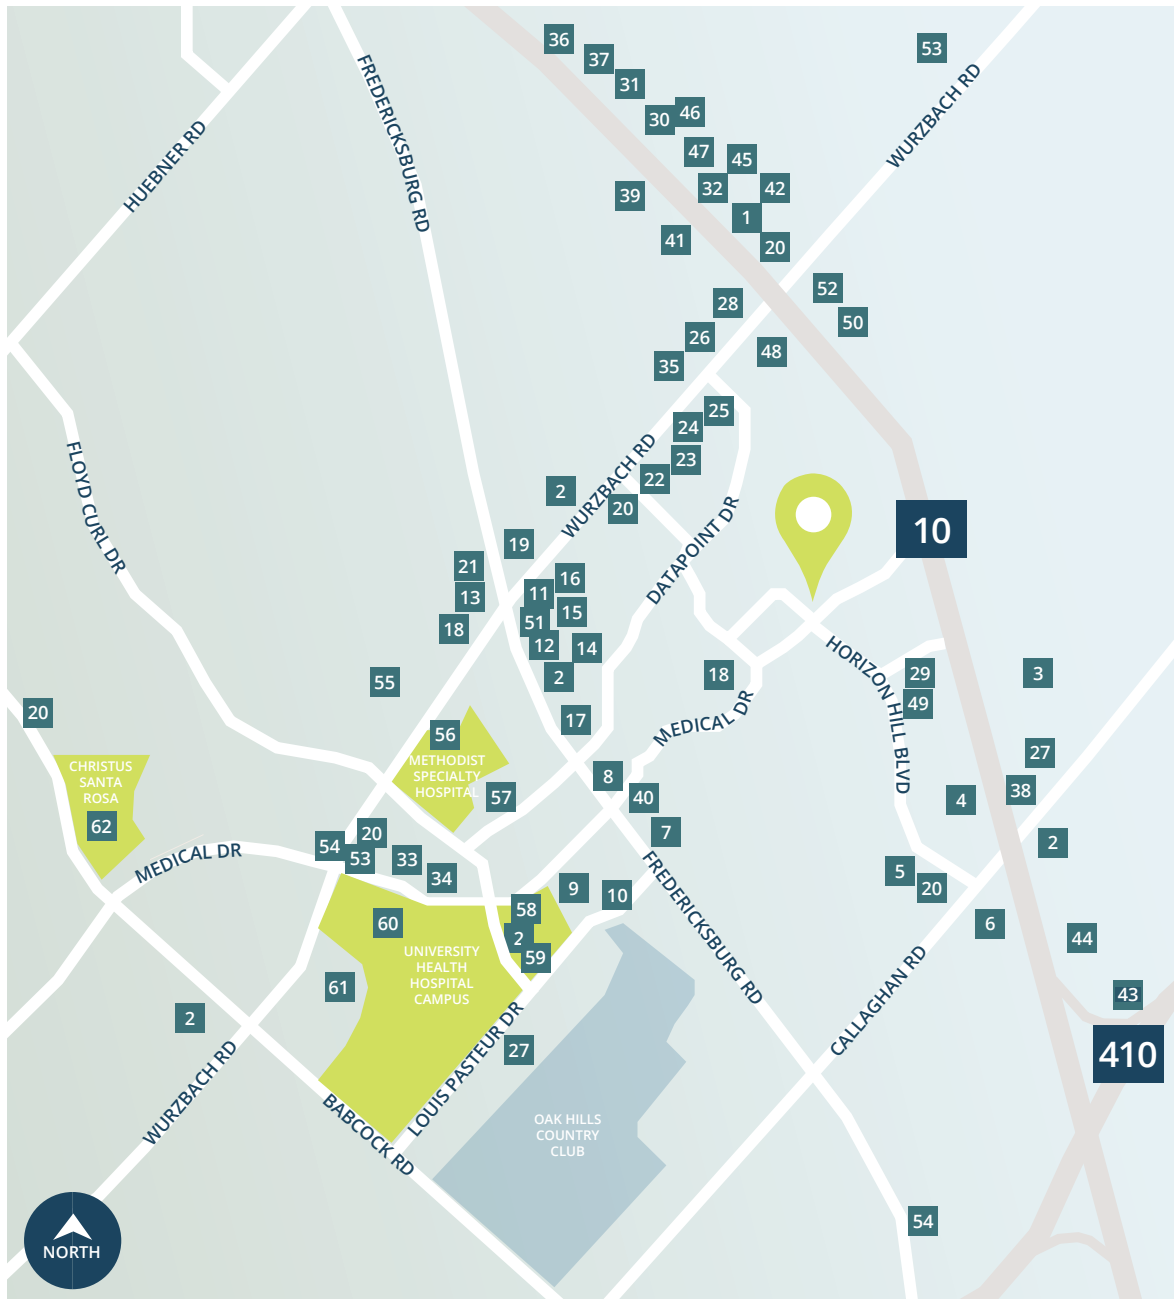 36
37
53
31
FREDERICKSBURG RD
WURZBACH RD
46
30
HUEBNER RD
47
45
32
42
39
1
41
20
52
28
50
26
48
35
25
24
WURZBACH RD
23
22
2
20
FLOYD CURL DR
DATAPOINT DR
10
19
21
16
11
13
15
51
18
12
14
2
HORIZON HILL BLVD
18
29
3
55
49
20
17
MEDICAL DR
56
27
METHODIST
SPECIALTY
HOSPITAL
CHRISTUS
SANTA
ROSA
62
8
57
40
38
4
7
20
54
53
33
2
MEDICAL DR
34
5
20
9
10
58
60
6
2
44
59
FREDERICKSBURG RD
UNIVERSITY
HEALTH
HOSPITAL
CAMPUS
61
43
CALLAGHAN RD
2
27
410
LOUIS PASTEUR DR
WURZBACH RD
BABCOCK RD
OAK HILLS
COUNTRY
CLUB
54
NORTH